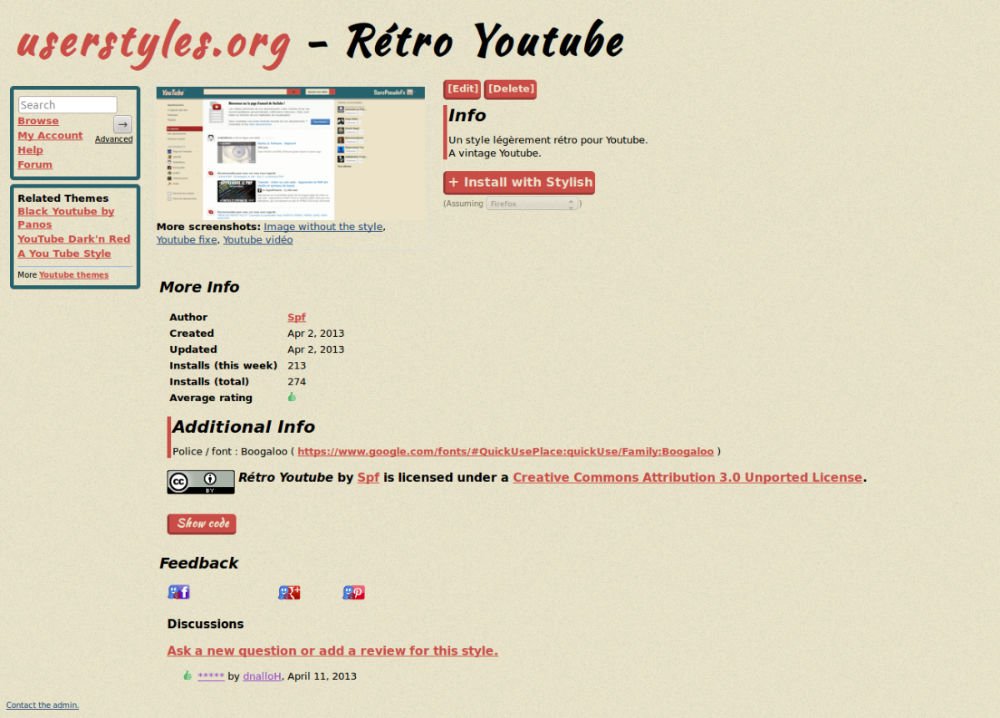 userstyles.org – Rétro Youtube
Search
Browse
→
My Account
Advanced
Help
Forum
Related Themes
Black Youtube by
Panos
YouTube Dark'n Red
A You Tube Style
More Youtube themes
YouTube
More screenshots: Image without the style,
Youtube fixe, Youtube vidéo
[Edit] [Delete]
Info
Un style légèrement rétro pour Youtube.
A vintage Youtube.
+ Install with Stylish
(Assuming Firefox )
More Info
Author Spf
Created Apr 2, 2013
Updated Apr 2, 2013
Installs (this week) 213
Installs (total) 274
Average rating
Additional Info
Police / font : Boogaloo ( https://www.google.com/fonts/#QuickUsePlace:quickUse/Family:Boogaloo )
cc BY
Rétro Youtube by Spf is licensed under a Creative Commons Attribution 3.0 Unported License.
Show code
Feedback
Discussions
Ask a new question or add a review for this style.
***** by dnalloH, April 11, 2013
Contact the admin.